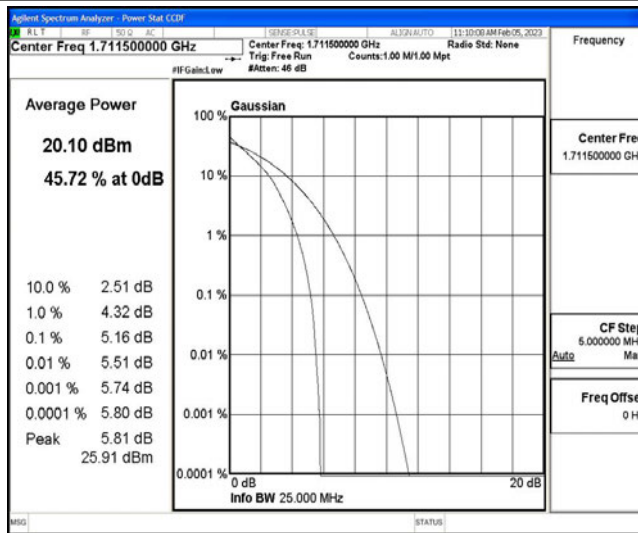 Agilent Spectrum Analyzer - Power Stat CCDF
RLT RF 50 Ω AC SENSE:PULSE ALIGN AUTO 11:10:08 AM Feb 05, 2023
Center Freq 1.711500000 GHz
Center Freq: 1.711500000 GHz Radio Std: None
Trig: Free Run Counts:1.00 M/1.00 Mpt
#IFGain:Low #Atten: 46 dB
Frequency
Average Power
20.10 dBm
45.72 % at 0dB
10.0 % 2.51 dB
1.0 % 4.32 dB
0.1 % 5.16 dB
0.01 % 5.51 dB
0.001 % 5.74 dB
0.0001 % 5.80 dB
Peak 5.81 dB
25.91 dBm
Gaussian
100 %
10 %
1 %
0.1 %
0.01 %
0.001 %
0.0001 %
0 dB 20 dB
Info BW 25.000 MHz
Center Fre
1.711500000 GH
CF Step
5.000000 MH
Auto Ma
Freq Offse
0 H
MSG STATUS